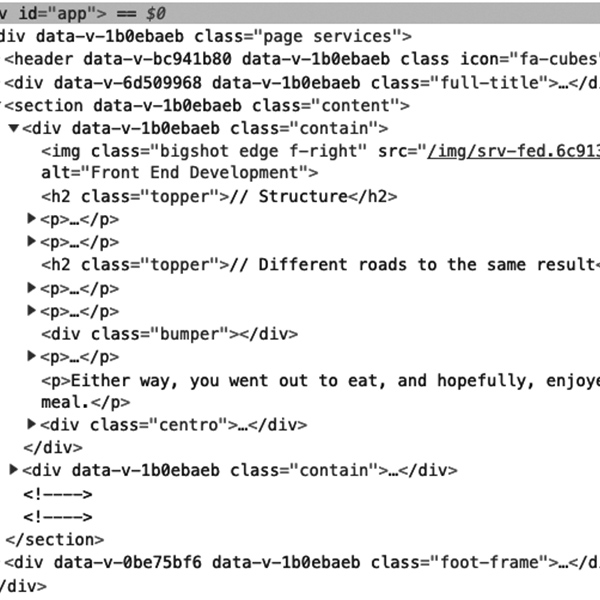 v id="app"> == $0
div data-v-1b0ebaeb class="page services">
<header data-v-bc941b80 data-v-1b0ebaeb class icon="fa-cubes"
<div data-v-6d509968 data-v-1b0ebaeb class="full-title">…</d
<section data-v-1b0ebaeb class="content">
▼<div data-v-1b0ebaeb class="contain">
<img class="bigshot edge f-right" src="/img/srv-fed.6c913
alt="Front End Development">
<h2 class="topper">// Structure</h2>
▶<p>…</p>
▶<p>…</p>
<h2 class="topper">// Different roads to the same result<
▶<p>…</p>
▶<p>…</p>
<div class="bumper"></div>
▶<p>…</p>
<p>Either way, you went out to eat, and hopefully, enjoye
meal.</p>
▶<div class="centro">…</div>
</div>
▶<div data-v-1b0ebaeb class="contain">…</div>
<!---->
<!---->
</section>
<div data-v-0be75bf6 data-v-1b0ebaeb class="foot-frame">…</d
/div>